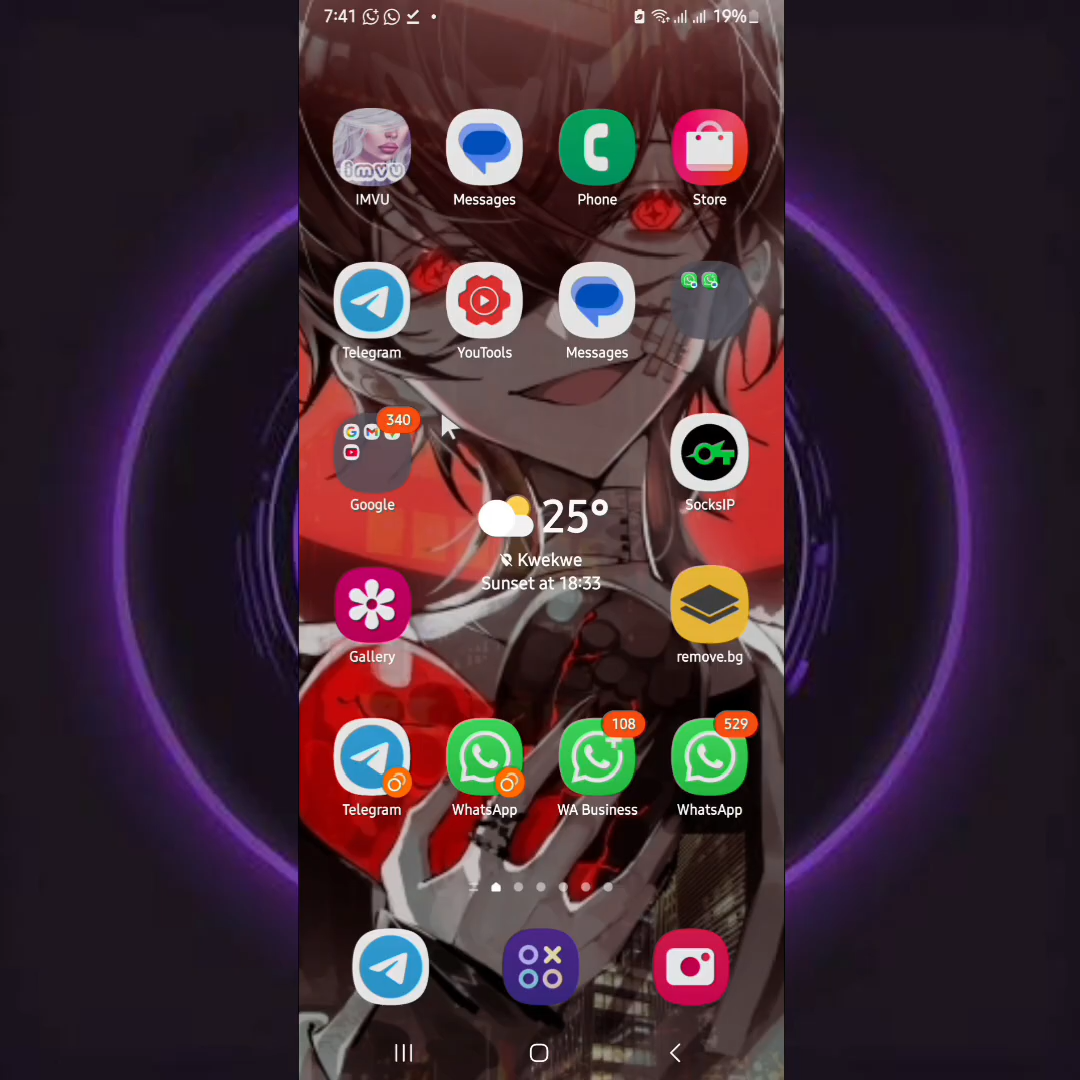 7:41
19%
imvu
IMVU
Messages
Phone
Store
Telegram
YouTools
Messages
340
Google
SocksIP
25°
Kwekwe
Sunset at 18:33
Gallery
remove.bg
108
529
Telegram
WhatsApp
WA Business
WhatsApp